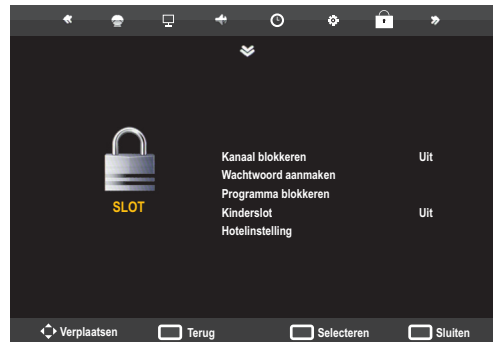 Kanaal blokkeren Uit
Wachtwoord aanmaken
Programma blokkeren
SLOT
Kinderslot Uit
Hotelinstelling
Verplaatsen Terug Selecteren Sluiten